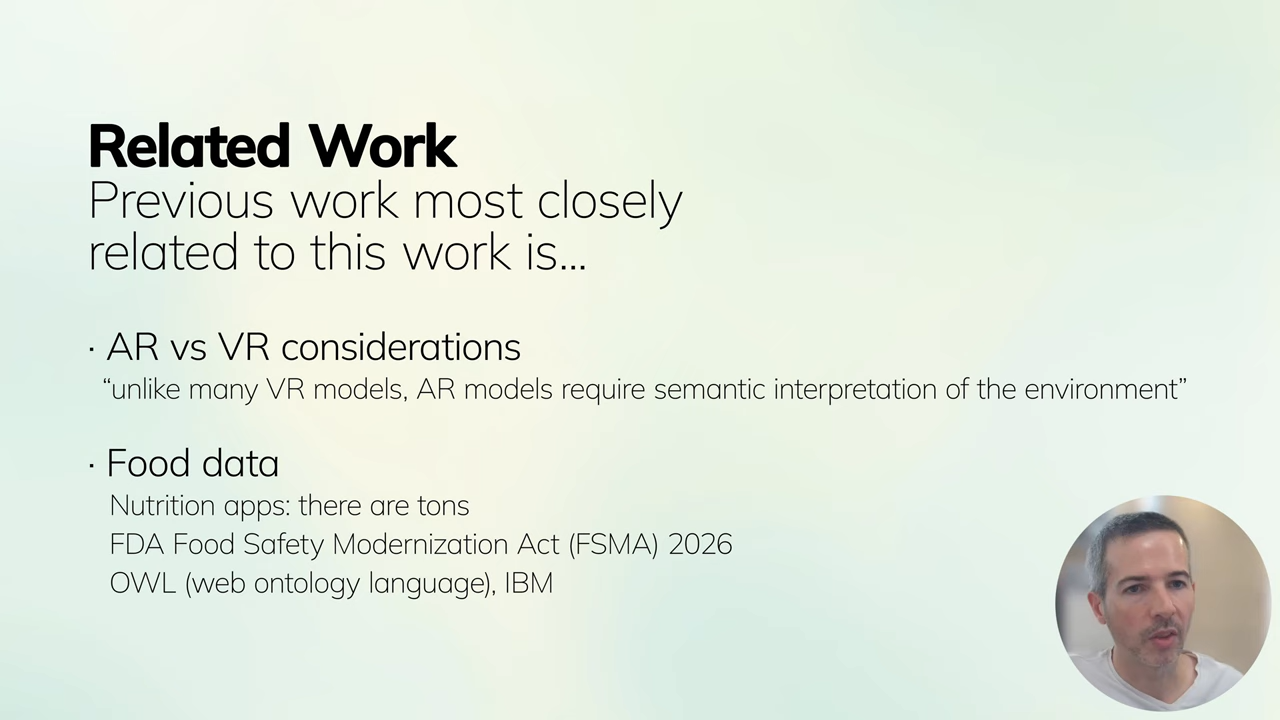 Related Work
Previous work most closely
related to this work is...
· AR vs VR considerations
“unlike many VR models, AR models require semantic interpretation of the environment”
· Food data
Nutrition apps: there are tons
FDA Food Safety Modernization Act (FSMA) 2026
OWL (web ontology language), IBM